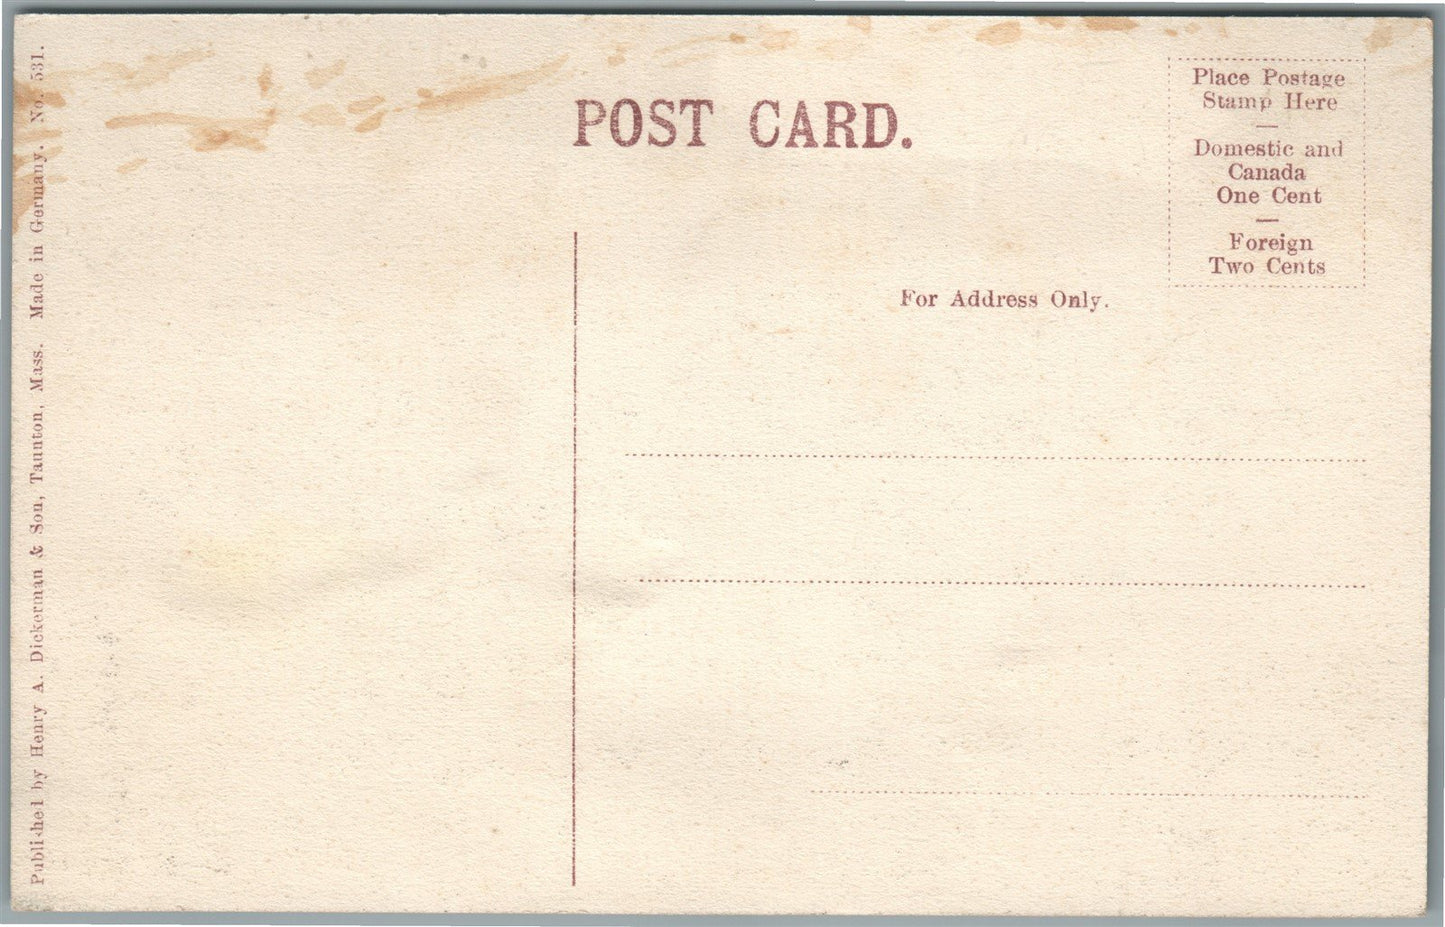 POST CARD.
Place Postage
Stamp Here
Domestic and
Canada
One Cent
Foreign
Two Cents
For Address Only.
Published by Henry A. Dickerman & Son, Taunton, Mass. Made in Germany. No. 531.